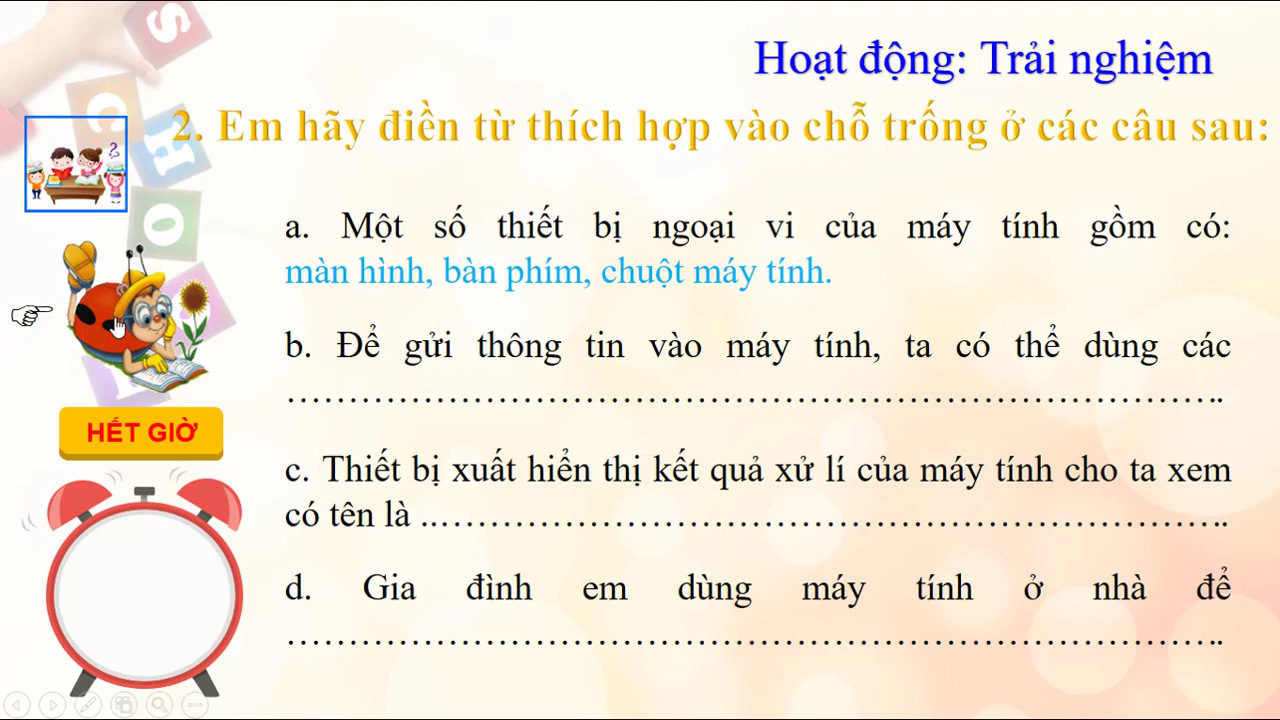 Hoạt động: Trải nghiệm
2. Em hãy điền từ thích hợp vào chỗ trống ở các câu sau:
a. Một số thiết bị ngoại vi của máy tính gồm có:
màn hình, bàn phím, chuột máy tính.
b. Để gửi thông tin vào máy tính, ta có thể dùng các
……………………………………………………………………….
c. Thiết bị xuất hiển thị kết quả xử lí của máy tính cho ta xem
có tên là ..…………………………………………………………….
d. Gia đình em dùng máy tính ở nhà để
……………………………………………………………………….
HẾT GIỜ
S
C
H
O